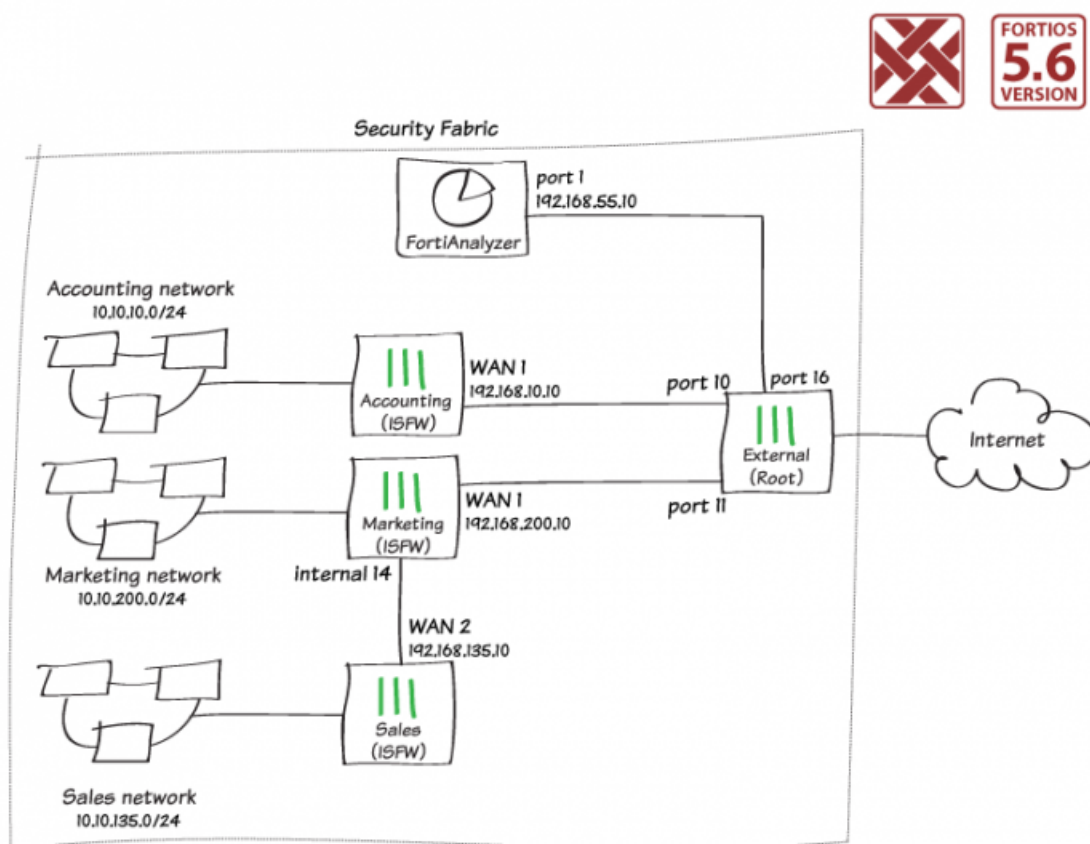 FORTIOS
5.6
VERSION
Security Fabric
port 1
192.168.55.10
FortiAnalyzer
Accounting network
10.10.10.0/24
WAN 1
192.168.10.10
Accounting
(ISFW)
port 10
port 16
External
(Root)
Internet
WAN 1
192.168.200.10
Marketing
(ISFW)
port 11
Marketing network
10.10.200.0/24
internal 14
WAN 2
192.168.135.10
Sales
(ISFW)
Sales network
10.10.135.0/24